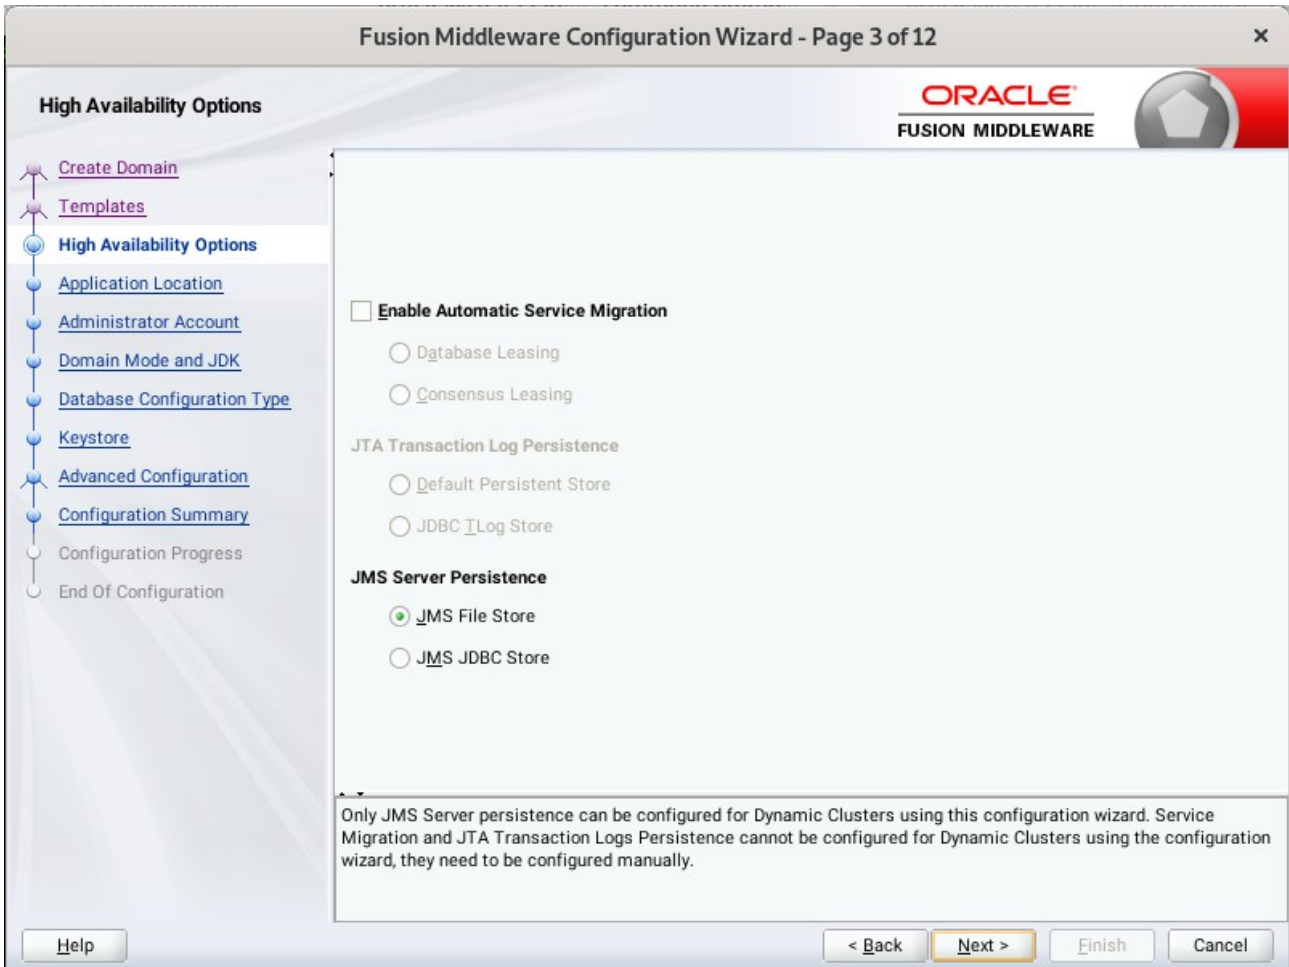 Fusion Middleware Configuration Wizard - Page 3 of 12
×
High Availability Options
ORACLE
FUSION MIDDLEWARE
Create Domain
Templates
High Availability Options
Application Location
Administrator Account
Domain Mode and JDK
Database Configuration Type
Keystore
Advanced Configuration
Configuration Summary
Configuration Progress
End Of Configuration
Enable Automatic Service Migration
Database Leasing
Consensus Leasing
JTA Transaction Log Persistence
Default Persistent Store
JDBC TLog Store
JMS Server Persistence
JMS File Store
JMS JDBC Store
Only JMS Server persistence can be configured for Dynamic Clusters using this configuration wizard. Service
Migration and JTA Transaction Logs Persistence cannot be configured for Dynamic Clusters using the configuration
wizard, they need to be configured manually.
Help
< Back
Next >
Finish
Cancel